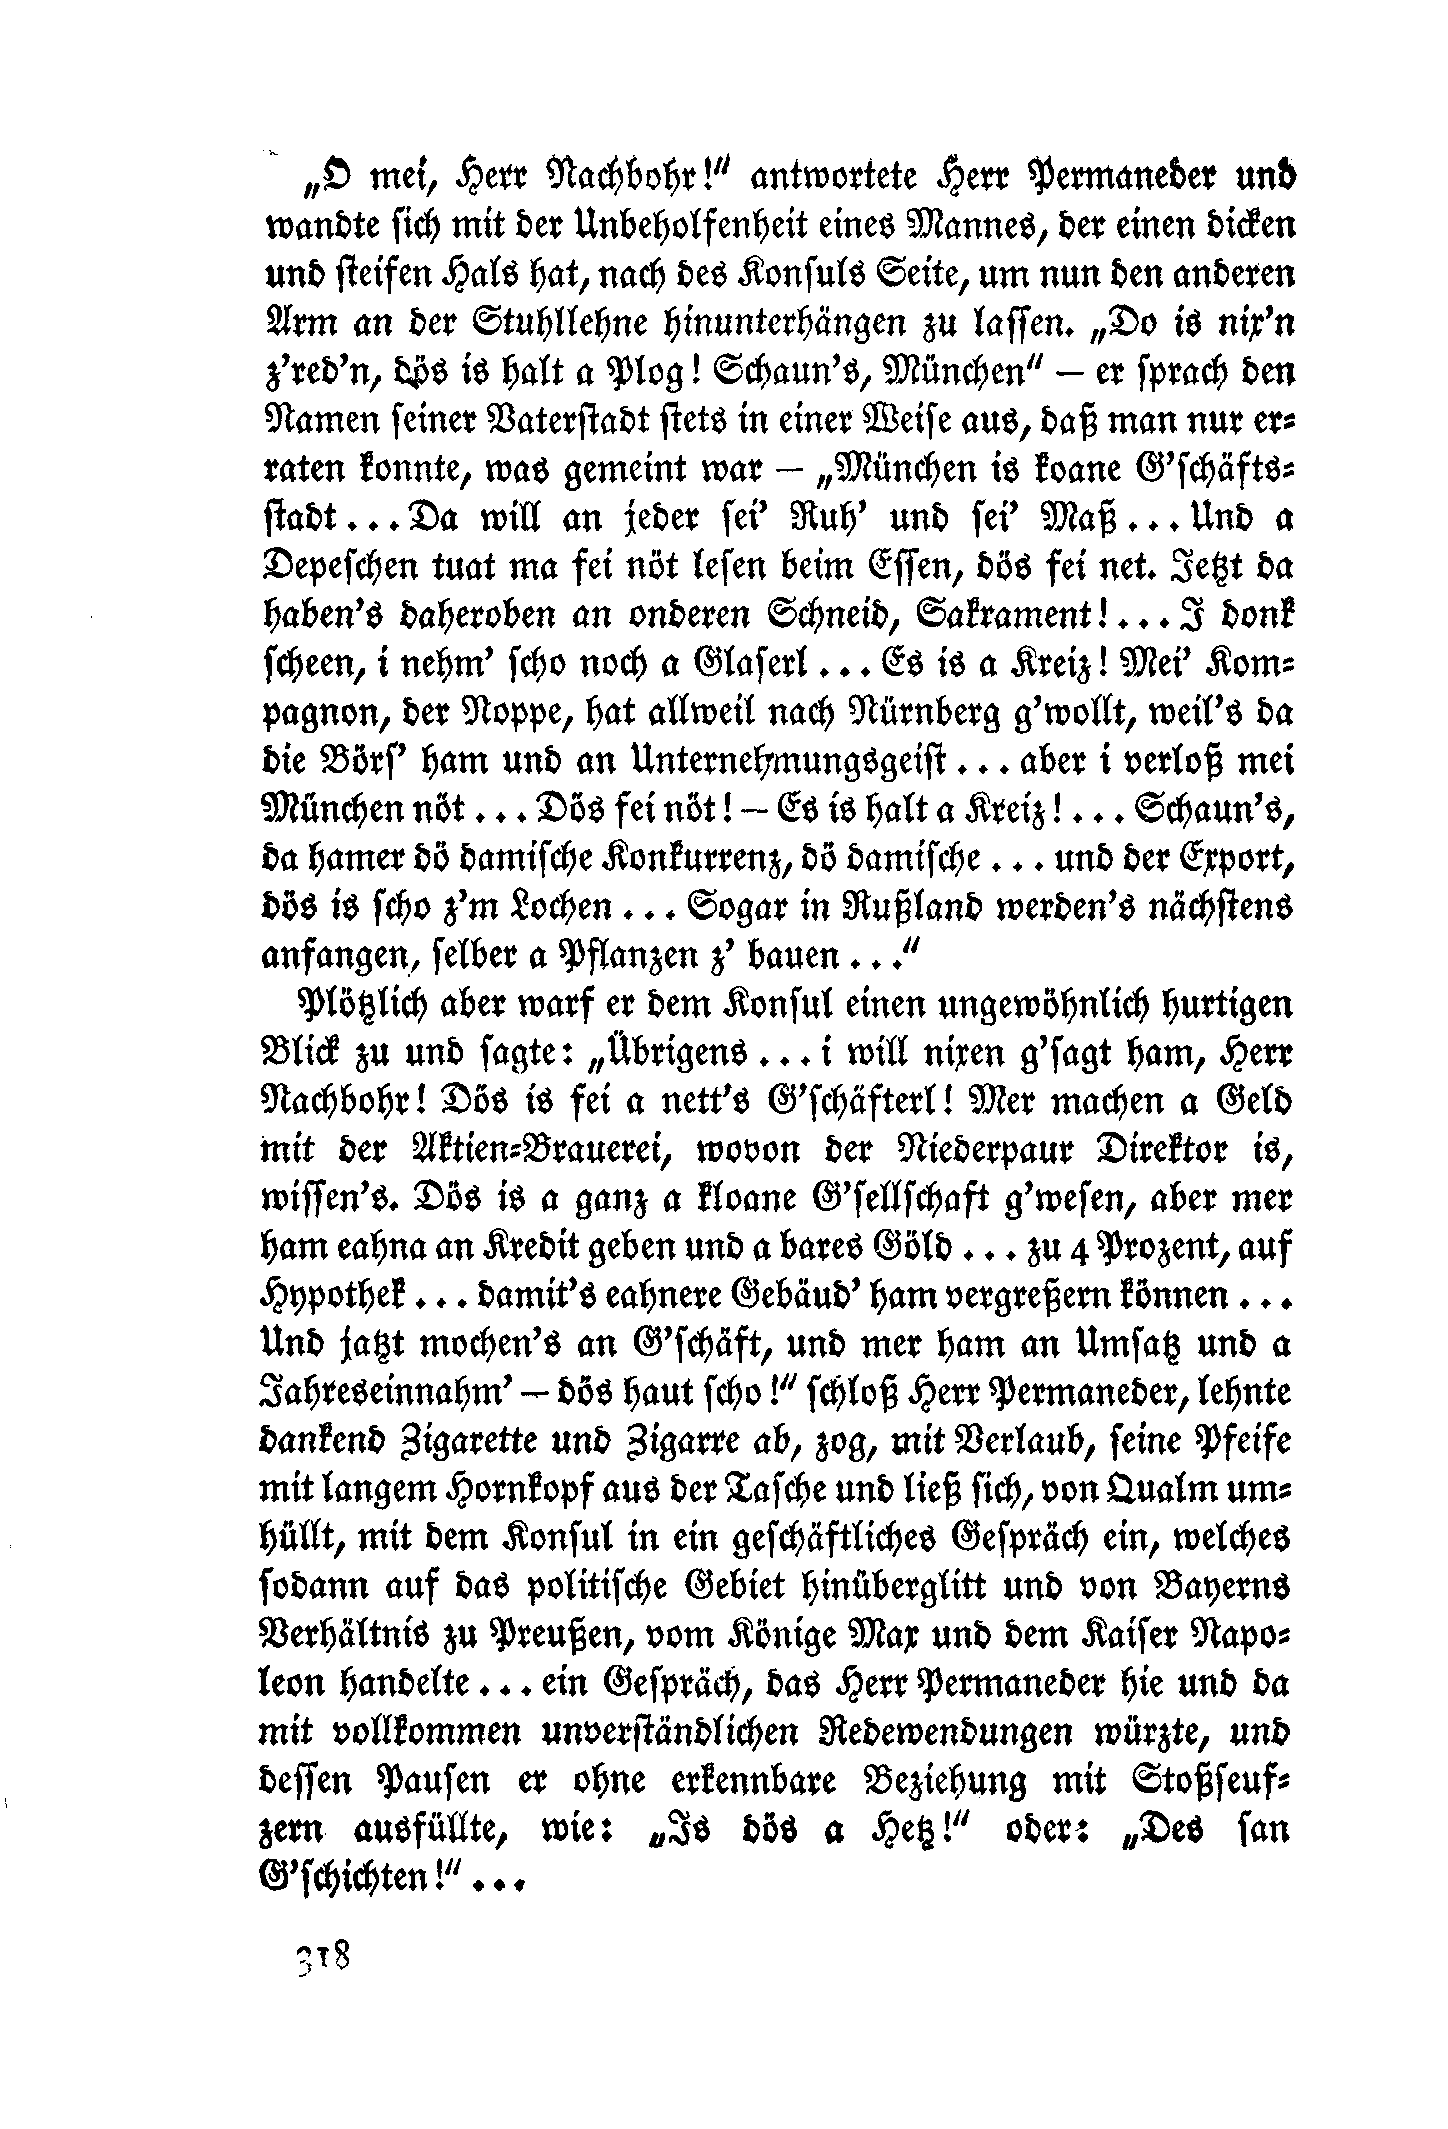 „O mei, Herr Nachbohr!“ antwortete Herr Permaneder und
wandte sich mit der Unbeholfenheit eines Mannes, der einen dicken
und steifen Hals hat, nach des Konsuls Seite, um nun den anderen
Arm an der Stuhllehne hinunterhängen zu lassen. „Do is nix'n
z'red'n, dös is halt a Plog! Schaun's, München“ – er sprach den
Namen seiner Vaterstadt stets in einer Weise aus, daß man nur er-
raten konnte, was gemeint war – „München is koane G'schäfts-
stadt... Da will an jeder sei' Ruh' und sei' Maß... Und a
Depeschen tuat ma fei nöt lesen beim Essen, dös fei net. Jetzt da
haben's daheroben an onderen Schneid, Sakrament!... I donk
scheen, i nehm' scho noch a Glaserl... Es is a Kreiz! Mei' Kom-
pagnon, der Noppe, hat allweil nach Nürnberg g'wollt, weil's da
die Börs' ham und an Unternehmungsgeist... aber i verloß mei
München nöt... Dös fei nöt! – Es is halt a Kreiz!... Schaun's,
da hamer dö damische Konkurrenz, dö damische... und der Export,
dös is scho z'm Lochen... Sogar in Rußland werden's nächstens
anfangen, selber a Pflanzen z' bauen...“
Plötzlich aber warf er dem Konsul einen ungewöhnlich hurtigen
Blick zu und sagte: „Übrigens... i will nixen g'sagt ham, Herr
Nachbohr! Dös is fei a nett's G'schäfterl! Mer machen a Geld
mit der Aktien-Brauerei, wovon der Niederpaur Direktor is,
wissen's. Dös is a ganz a kloane G'sellschaft g'wesen, aber mer
ham eahna an Kredit geben und a bares Göld... zu 4 Prozent, auf
Hypothek... damit's eahnere Gebäud' ham vergreßern können...
Und jatzt mochen's an G'schäft, und mer ham an Umsatz und a
Jahreseinnahm' – dös haut scho!“ schloß Herr Permaneder, lehnte
dankend Zigarette und Zigarre ab, zog, mit Verlaub, seine Pfeife
mit langem Hornkopf aus der Tasche und ließ sich, von Qualm um-
hüllt, mit dem Konsul in ein geschäftliches Gespräch ein, welches
sodann auf das politische Gebiet hinüberglitt und von Bayerns
Verhältnis zu Preußen, vom Könige Max und dem Kaiser Napo-
leon handelte... ein Gespräch, das Herr Permaneder hie und da
mit vollkommen unverständlichen Redewendungen würzte, und
dessen Pausen er ohne erkennbare Beziehung mit Stoßseuf-
zern ausfüllte, wie: „Is dös a Hetz!“ oder: „Des san
G'schichten!“...
318